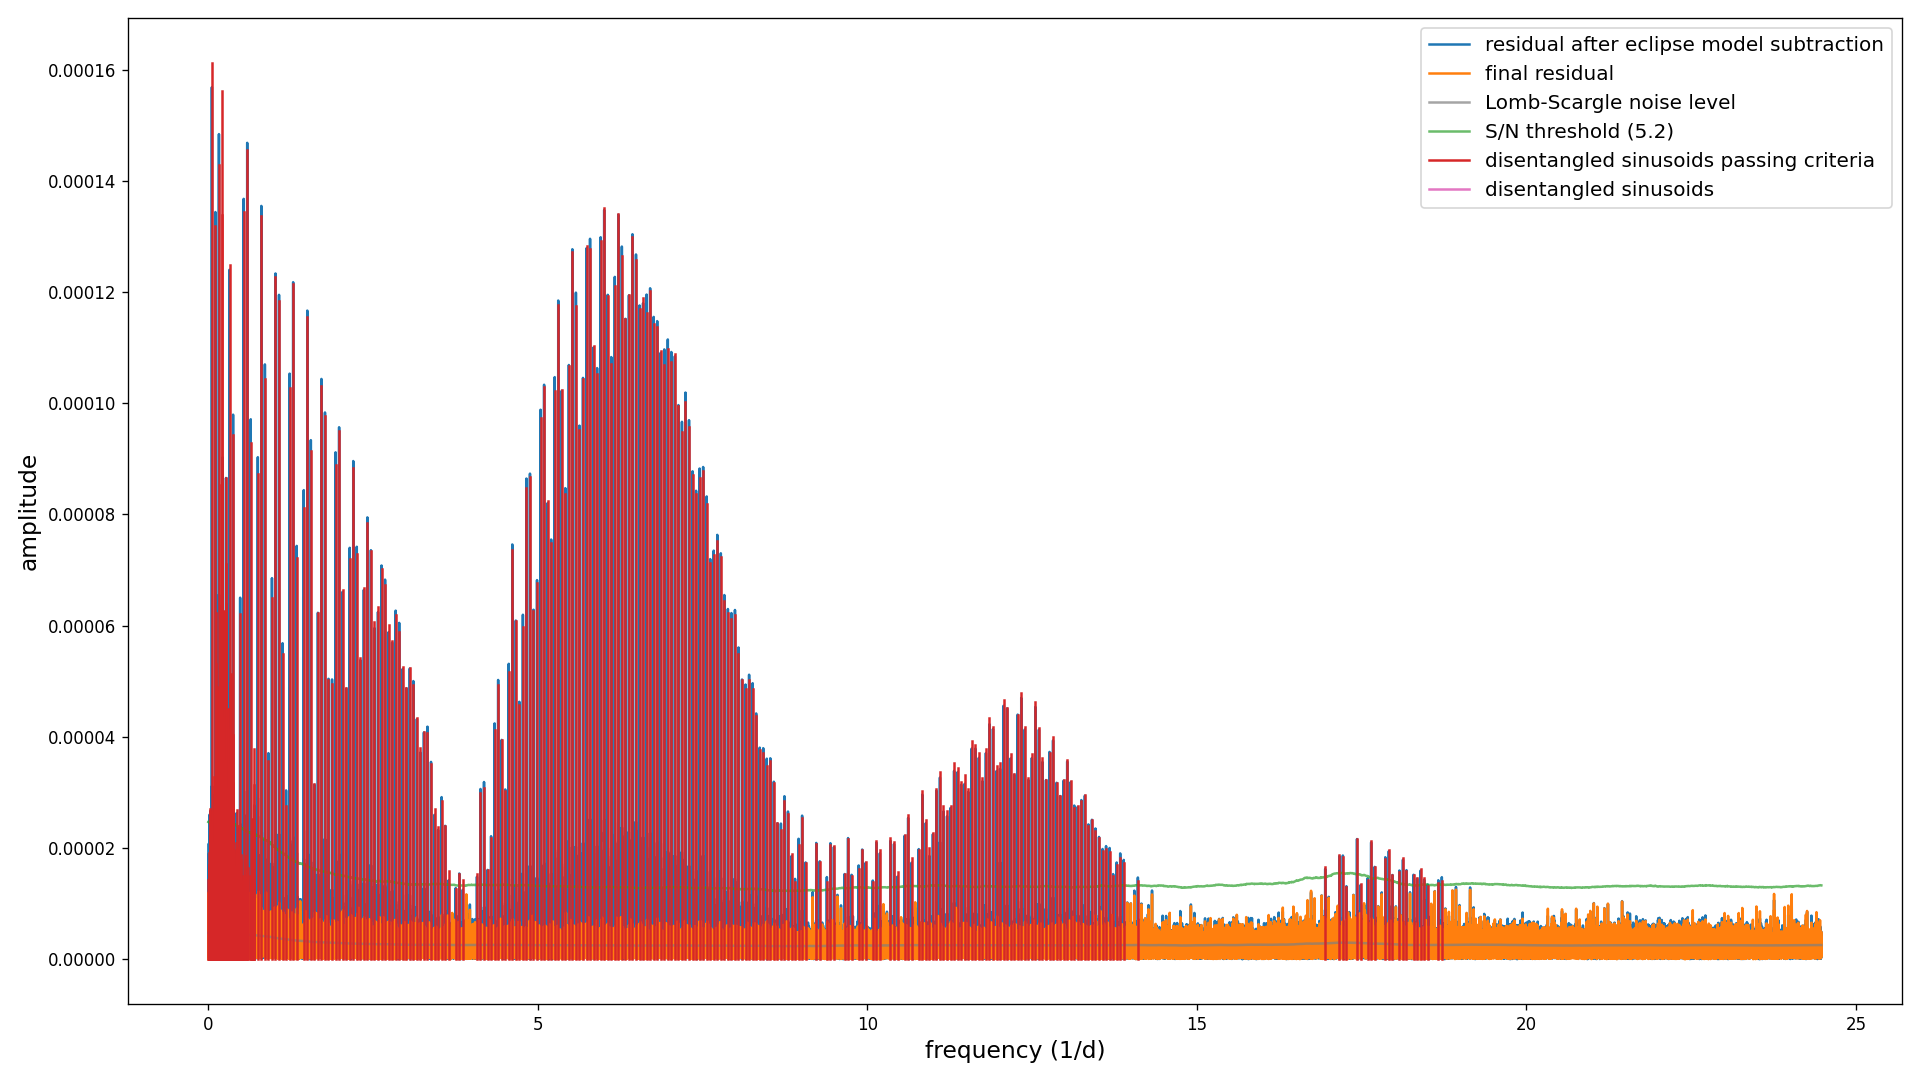 residual after eclipse model subtraction
final residual
Lomb-Scargle noise level
S/N threshold (5.2)
disentangled sinusoids passing criteria
disentangled sinusoids
amplitude
0.00016
0.00014
0.00012
0.00010
0.00008
0.00006
0.00004
0.00002
0.00000
0 5 10 15 20 25
frequency (1/d)